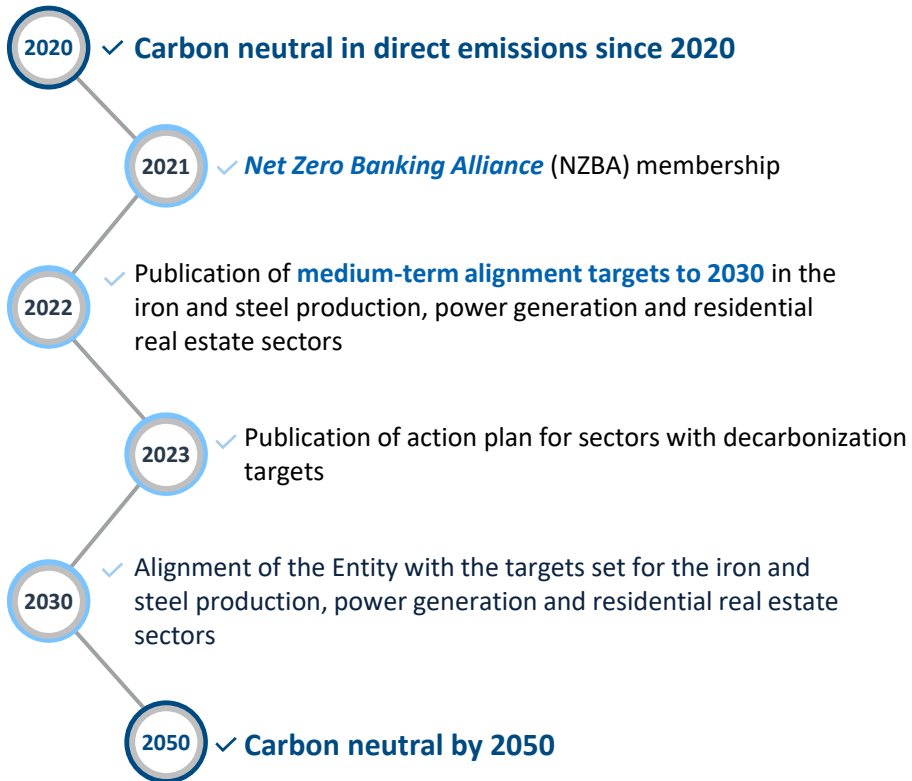 2020
Carbon neutral in direct emissions since 2020
2021
Net Zero Banking Alliance (NZBA) membership
2022
Publication of medium-term alignment targets to 2030 in the
iron and steel production, power generation and residential
real estate sectors
2023
Publication of action plan for sectors with decarbonization
targets
2030
Alignment of the Entity with the targets set for the iron and
steel production, power generation and residential real estate
sectors
2050
Carbon neutral by 2050